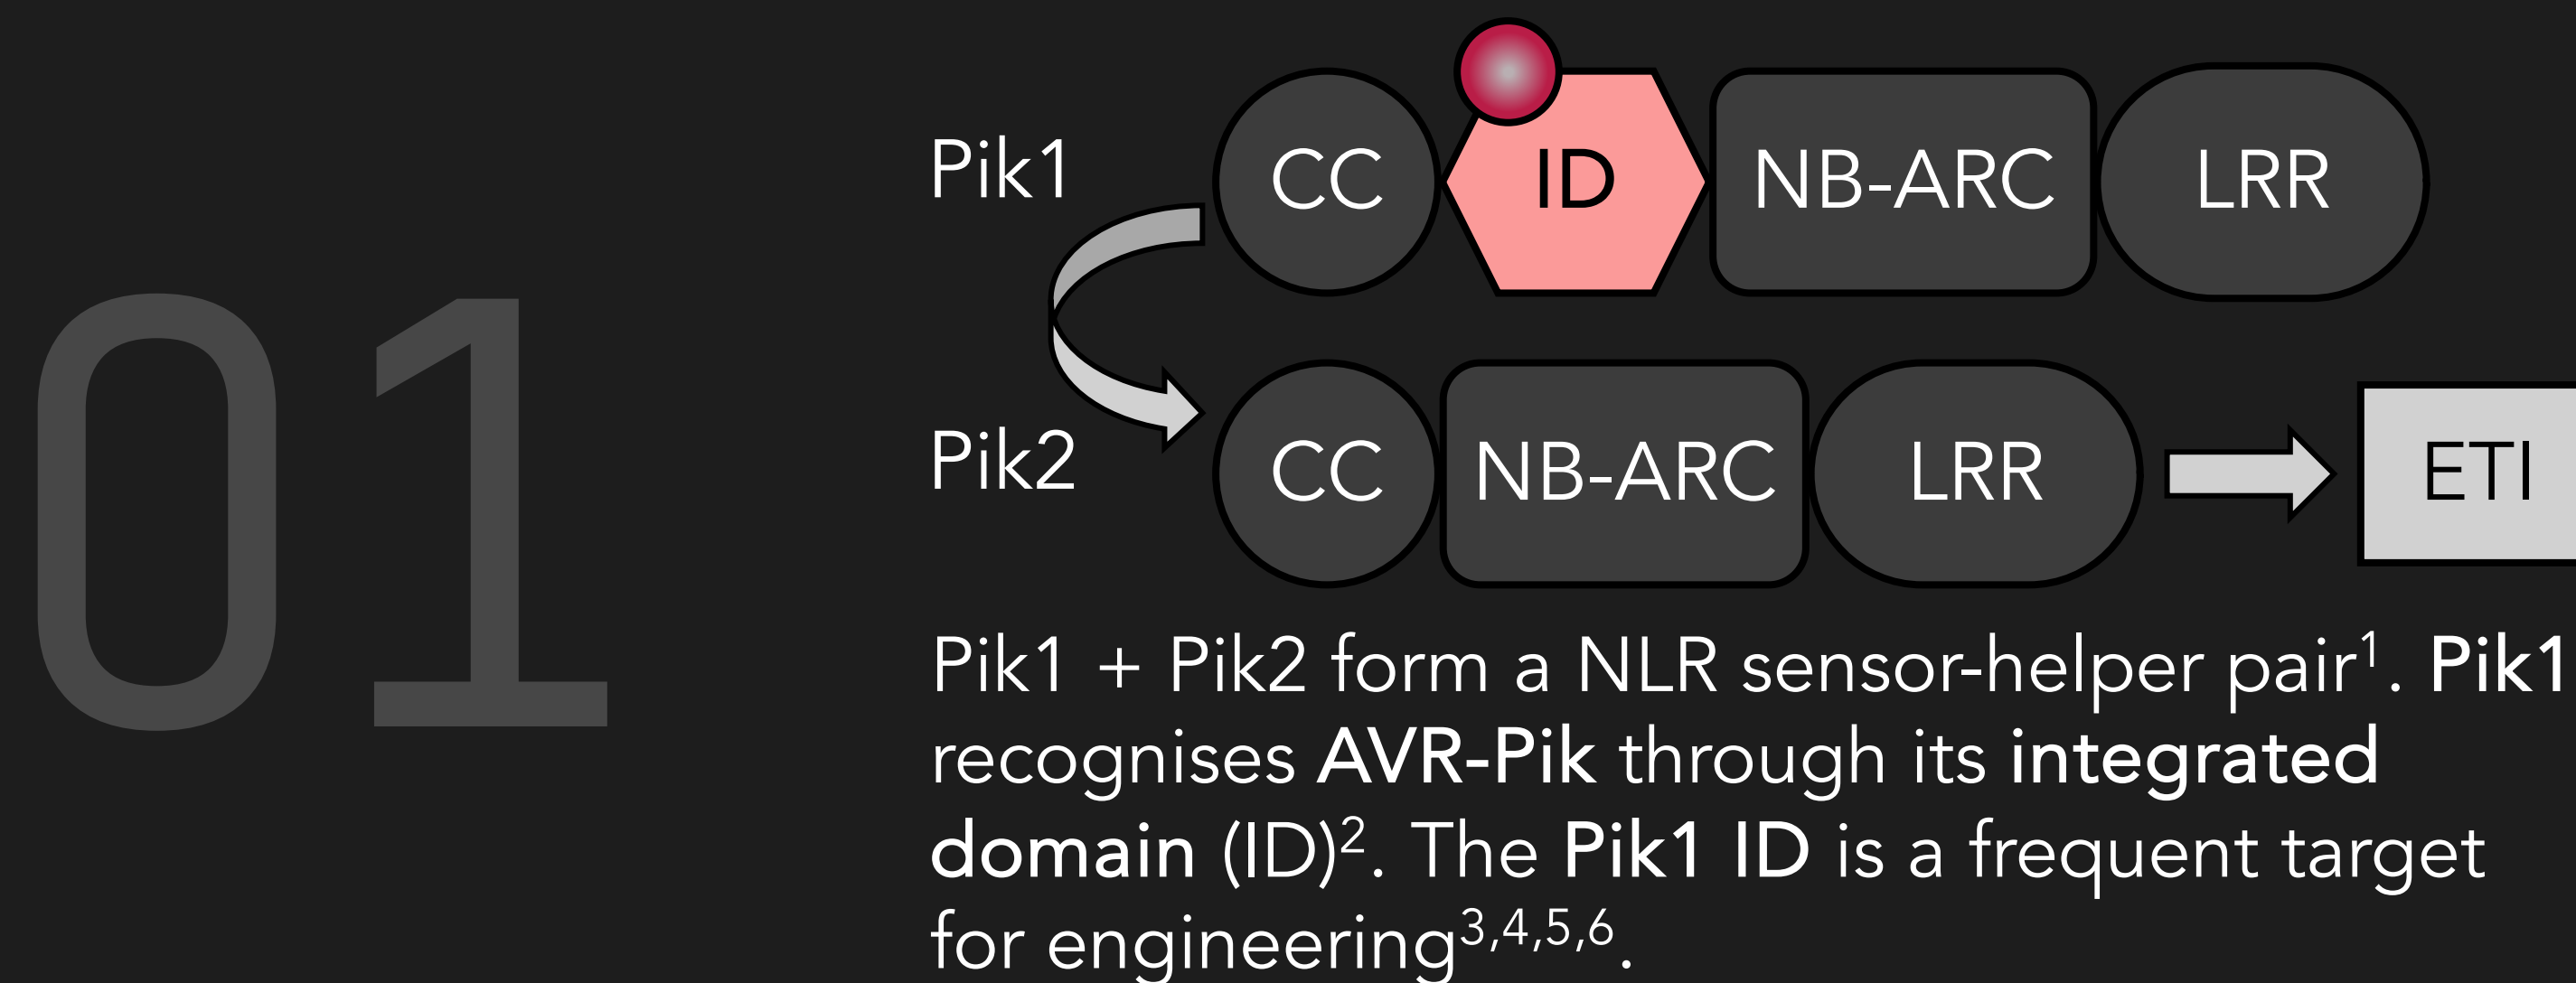 01
Pik1
CC
ID
NB-ARC
LRR
Pik2
CC
NB-ARC
LRR
ETI
Pik1 + Pik2 form a NLR sensor-helper pair¹. Pik1
recognises AVR-Pik through its integrated
domain (ID)². The Pik1 ID is a frequent target
for engineering³,⁴,⁵,⁶.